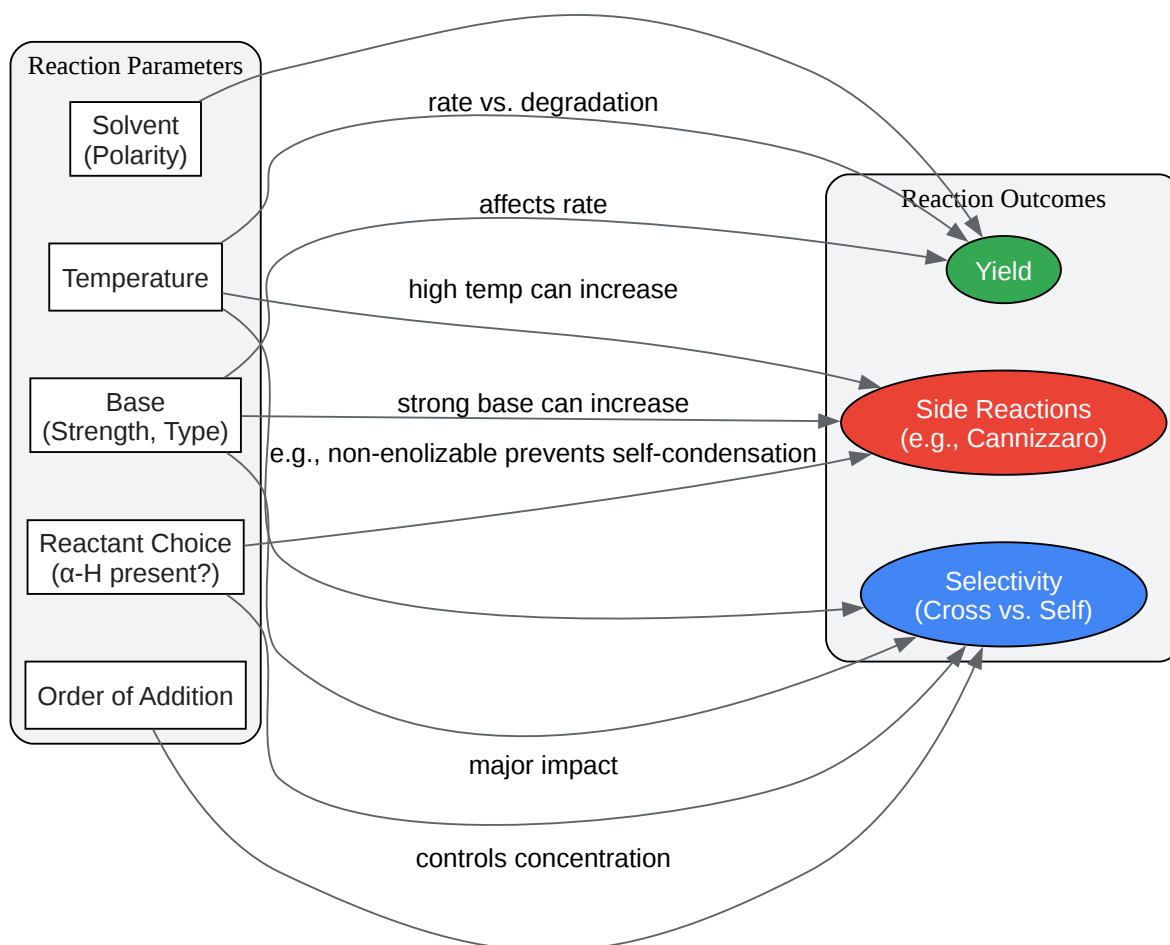 Reaction Parameters
Solvent
(Polarity)
Temperature
Base
(Strength, Type)
Reactant Choice
(α-H present?)
Order of Addition
rate vs. degradation
affects rate
high temp can increase
strong base can increase
e.g., non-enolizable prevents self-condensation
major impact
controls concentration
Reaction Outcomes
Yield
Side Reactions
(e.g., Cannizzaro)
Selectivity
(Cross vs. Self)